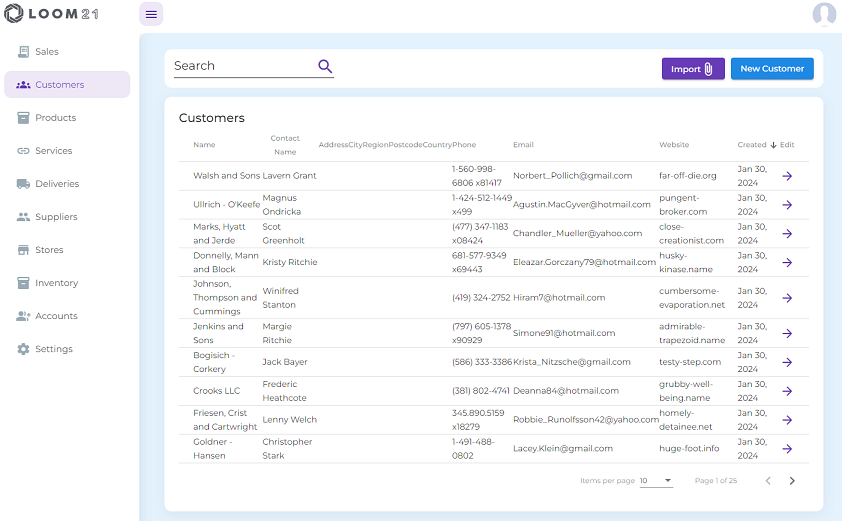 LOOM21
Sales
Customers
Products
Services
Deliveries
Suppliers
Stores
Inventory
Accounts
Settings
Search
Import
New Customer
Customers
Name Contact Name Address City Region Postcode Country Phone Email Website Created Edit
Walsh and Sons Lavern Grant 1-560-998-6806 x81417 Norbert_Pollich@gmail.com far-off-die.org Jan 30, 2024
Ullrich - O'Keefe Magnus Ondricka 1-424-512-1449 x499 Agustin.MacGyver@hotmail.com pungent-broker.com Jan 30, 2024
Marks, Hyatt and Jerde Scot Greenholt (477) 347-1183 x08424 Chandler_Mueller@yahoo.com close-creationist.com Jan 30, 2024
Donnelly, Mann and Block Kristy Ritchie 681-577-9349 x69443 Eleazar.Gorczany79@hotmail.com husky-kinase.name Jan 30, 2024
Johnson, Thompson and Cummings Winifred Stanton (419) 324-2752 Hiram7@hotmail.com cumbersome-evaporation.net Jan 30, 2024
Jenkins and Sons Margie Ritchie (797) 605-1378 x90929 Simone91@hotmail.com admirable-trapezoid.name Jan 30, 2024
Bogisich - Corkery Jack Bayer (586) 333-3386 Krista_Nitzsche@gmail.com testy-step.com Jan 30, 2024
Crooks LLC Frederic Heathcote (381) 802-4741 Deanna84@hotmail.com grubby-well-being.name Jan 30, 2024
Friesen, Crist and Cartwright Lenny Welch 345.890.5159 x18279 Robbie_Runolfsson42@yahoo.com homely-detainee.net Jan 30, 2024
Goldner - Hansen Christopher Stark 1-491-488-0802 Lacey.Klein@gmail.com huge-foot.info Jan 30, 2024
Items per page 10 Page 1 of 25